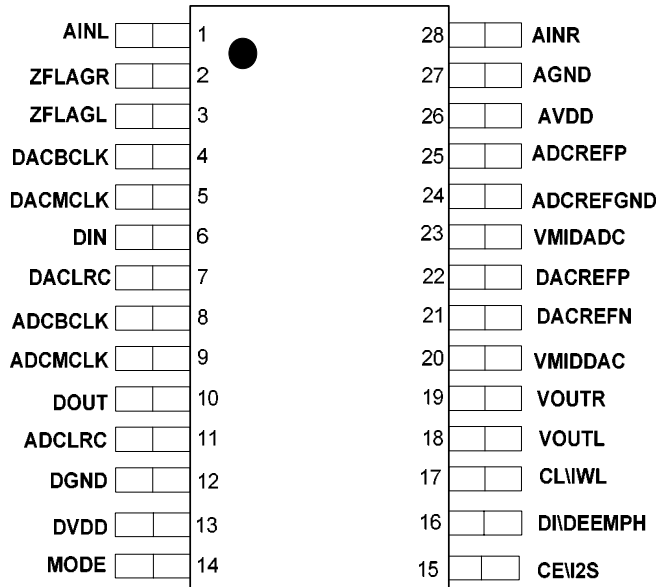 AINL 1 28 AINR
ZFLAGR 2 27 AGND
ZFLAGL 3 26 AVDD
DACBCLK 4 25 ADCREFP
DACMCLK 5 24 ADCREFGND
DIN 6 23 VMIDADC
DACLRC 7 22 DACREFP
ADCBCLK 8 21 DACREFN
ADCMCLK 9 20 VMIDDAC
DOUT 10 19 VOUTR
ADCLRC 11 18 VOUTL
DGND 12 17 CL\IWL
DVDD 13 16 DI\DEEMPH
MODE 14 15 CE\I2S